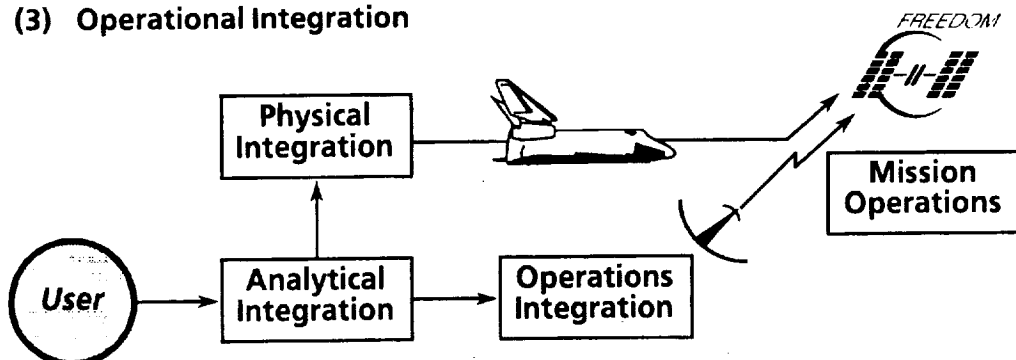 (3) Operational Integration
FREEDOM
Physical
Integration
Mission
Operations
User
Analytical
Integration
Operations
Integration